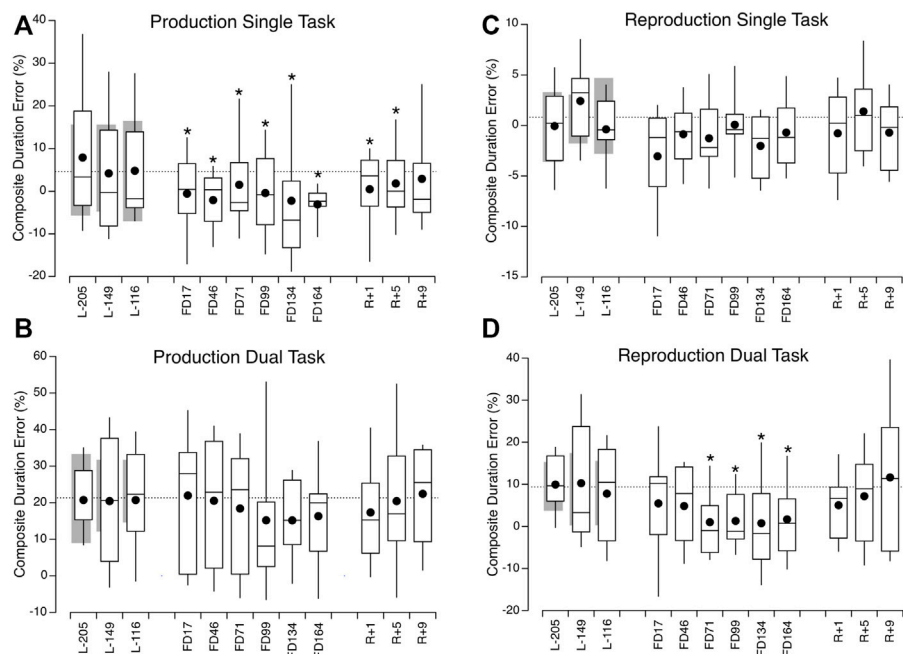 A Production Single Task
Composite Duration Error (%)
40
30
20
10
0
-10
-20
L-205 L-149 L-116 FD17 FD46 FD71 FD99 FD134 FD164 R+1 R+5 R+9
* * * * * * * *
B Production Dual Task
Composite Duration Error (%)
60
50
40
30
20
10
0
-10
L-205 L-149 L-116 FD17 FD46 FD71 FD99 FD134 FD164 R+1 R+5 R+9
C Reproduction Single Task
Composite Duration Error (%)
10
5
0
-5
-10
-15
L-205 L-149 L-116 FD17 FD46 FD71 FD99 FD134 FD164 R+1 R+5 R+9
D Reproduction Dual Task
Composite Duration Error (%)
40
30
20
10
0
-10
-20
* * * *
L-205 L-149 L-116 FD17 FD46 FD71 FD99 FD134 FD164 R+1 R+5 R+9